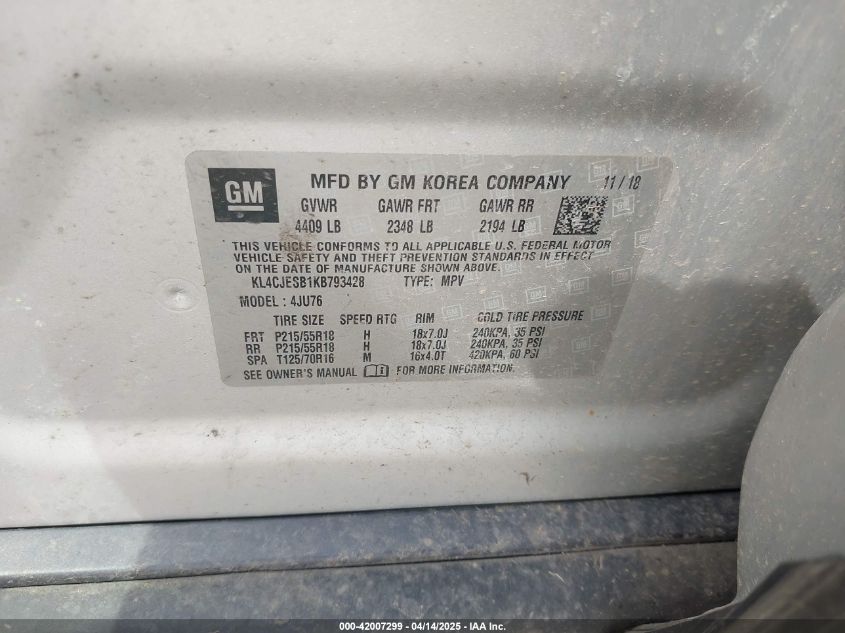 GM
MFD BY GM KOREA COMPANY 11/18
GVWR GAWR FRT GAWR RR
4409 LB 2348 LB 2194 LB
THIS VEHICLE CONFORMS TO ALL APPLICABLE U.S. FEDERAL MOTOR
VEHICLE SAFETY AND THEFT PREVENTION STANDARDS IN EFFECT
ON THE DATE OF MANUFACTURE SHOWN ABOVE.
KL4CJESB1KB793428 TYPE: MPV
MODEL: 4JU76
TIRE SIZE SPEED RTG RIM COLD TIRE PRESSURE
FRT P215/55R18 H 18x7.0J 240KPA, 35 PSI
RR P215/55R18 H 18x7.0J 240KPA, 35 PSI
SPA T125/70R16 M 16x4.0T 420KPA, 60 PSI
SEE OWNER'S MANUAL FOR MORE INFORMATION.
000-42007299 - 04/14/2025 - IAA Inc.